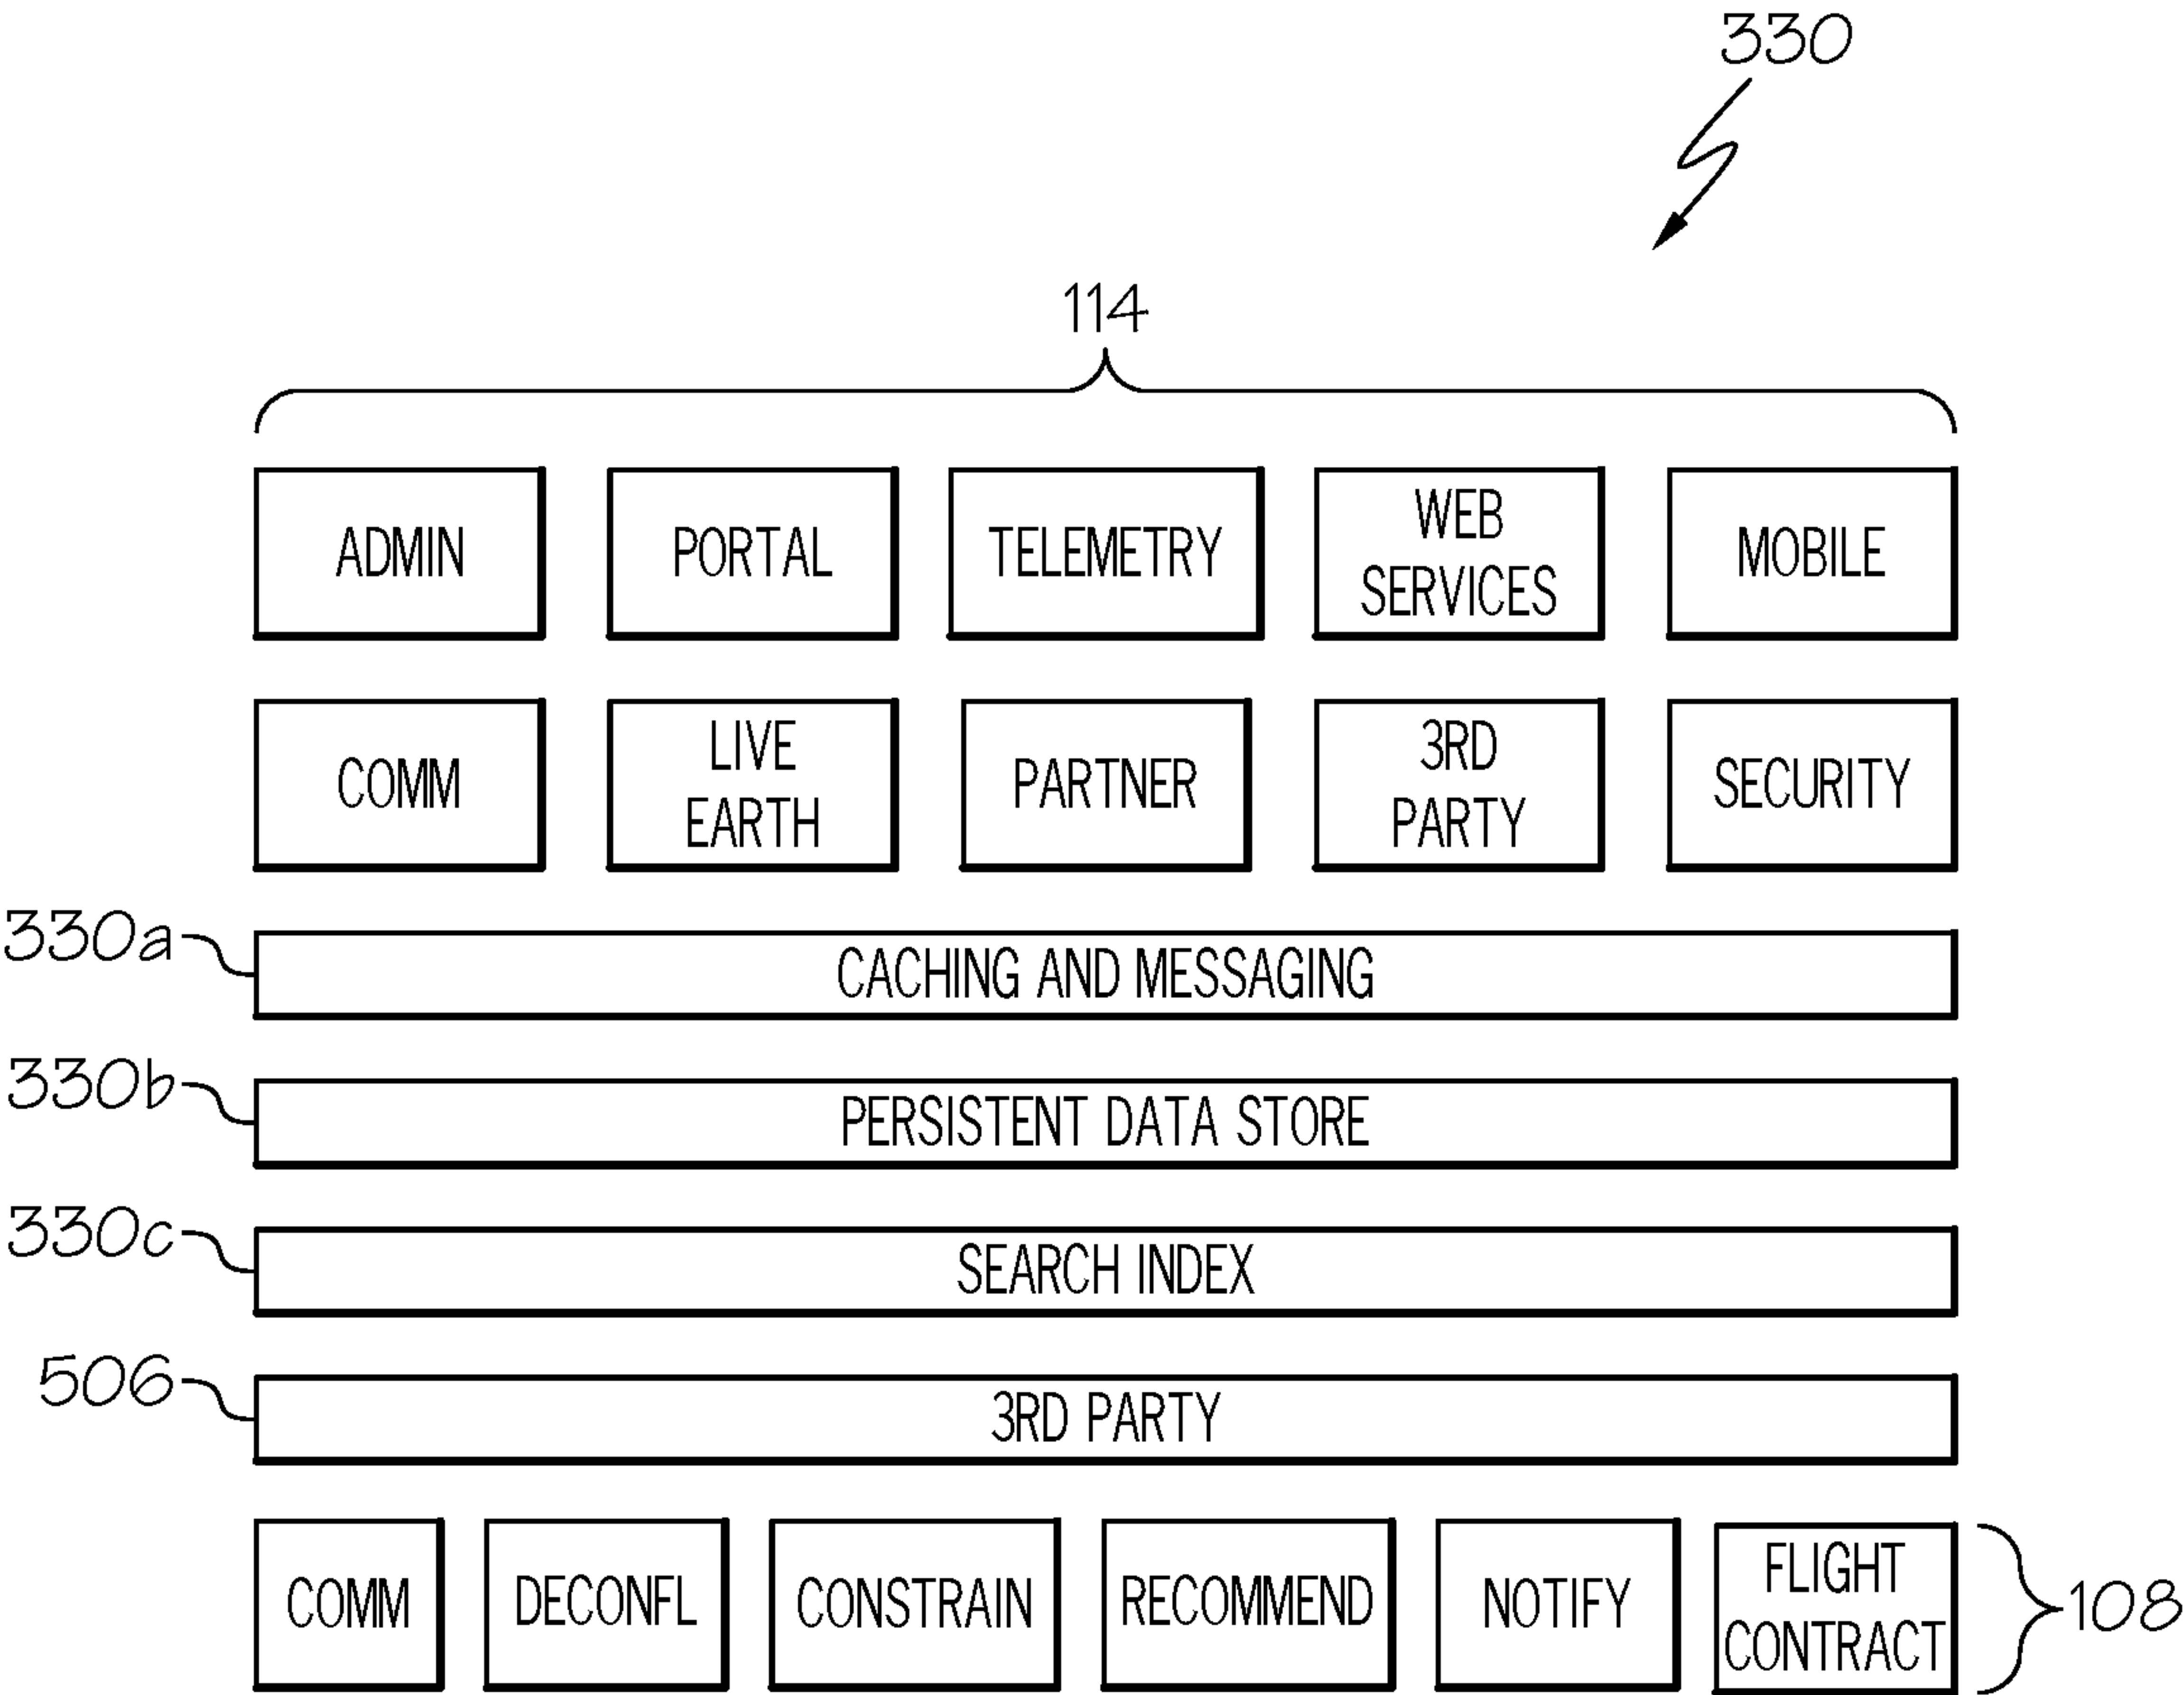 330
114
ADMIN
PORTAL
TELEMETRY
WEB
SERVICES
MOBILE
COMM
LIVE
EARTH
PARTNER
3RD
PARTY
SECURITY
330a
CACHING AND MESSAGING
330b
PERSISTENT DATA STORE
330c
SEARCH INDEX
506
3RD PARTY
COMM
DECONFL
CONSTRAIN
RECOMMEND
NOTIFY
FLIGHT
CONTRACT
108